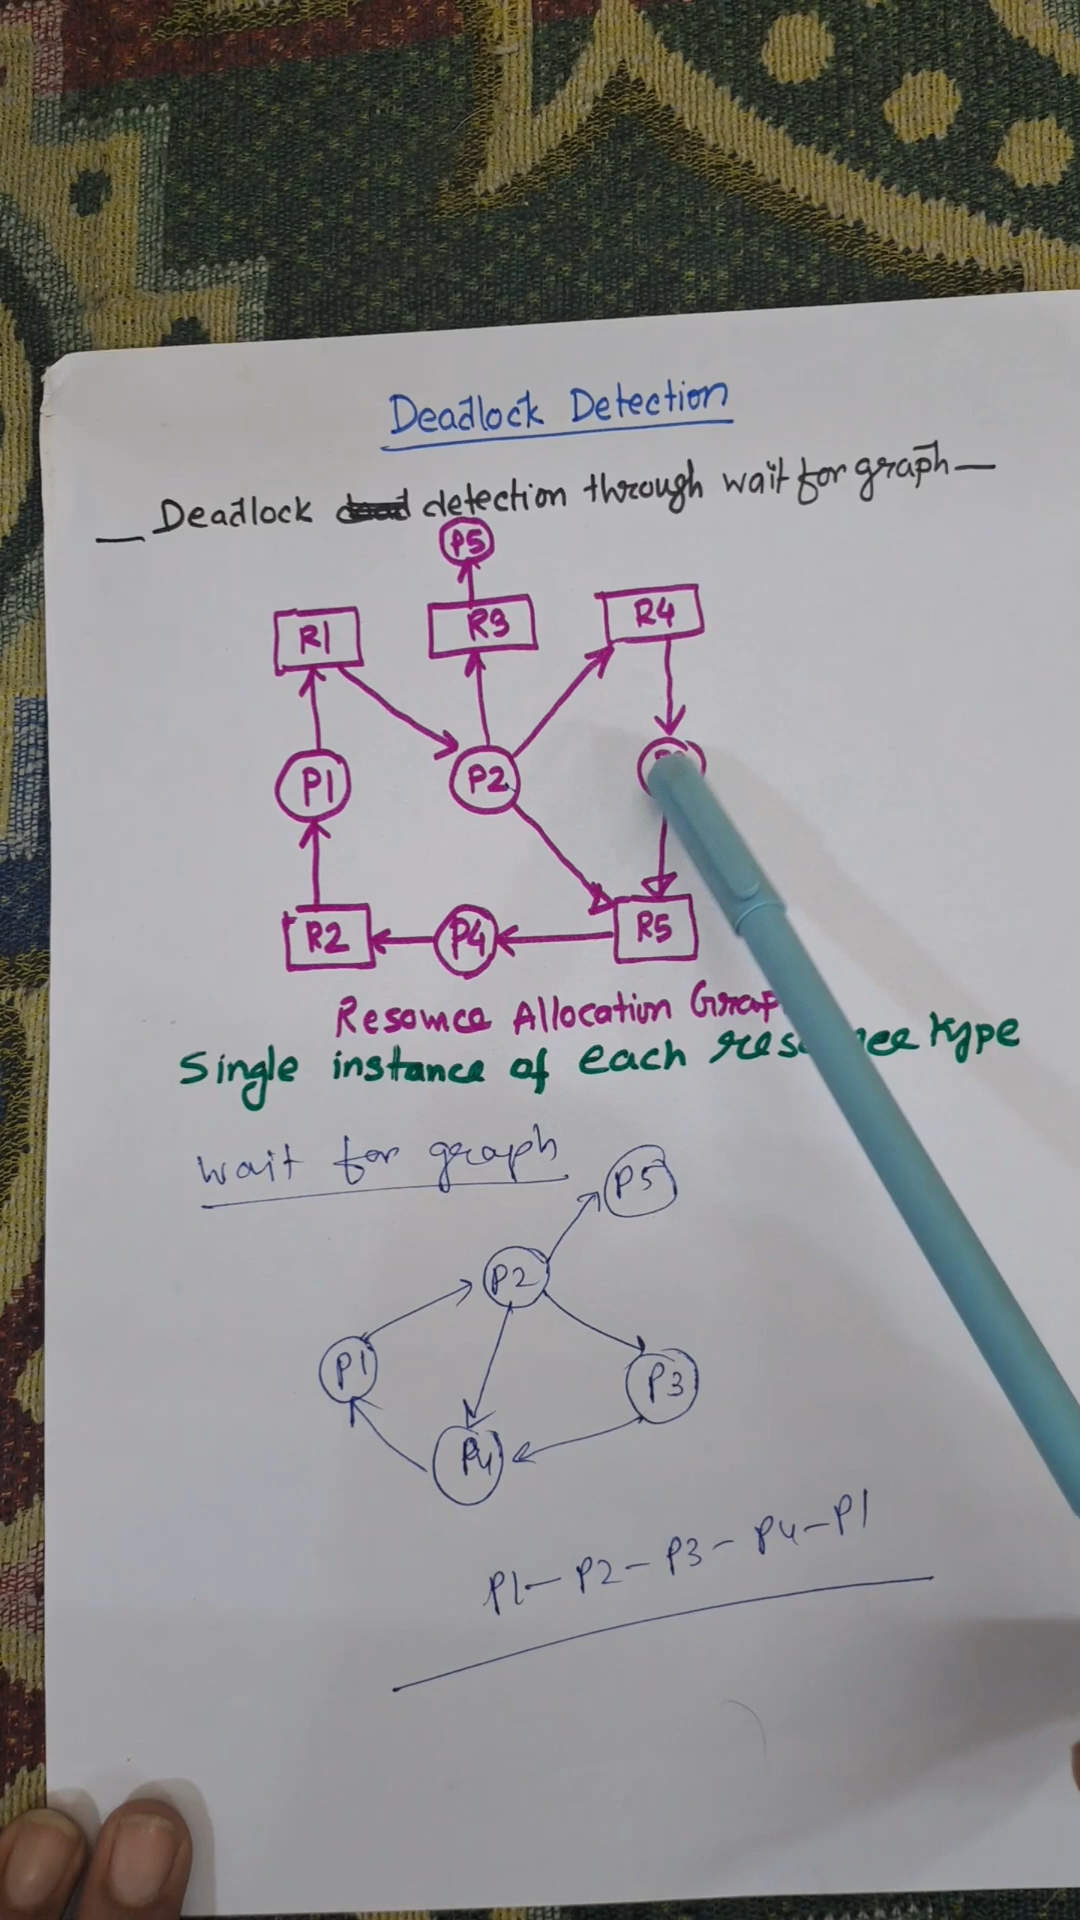 Deadlock Detection
Deadlock detection through wait for graph
P5
R1 R3 R4
P1 P2
R2 P4 R5
Resource Allocation
Single instance of each type
wait for graph
P5
P2
P1 P3
P4
P1 - P2 - P3 - P4 - P1